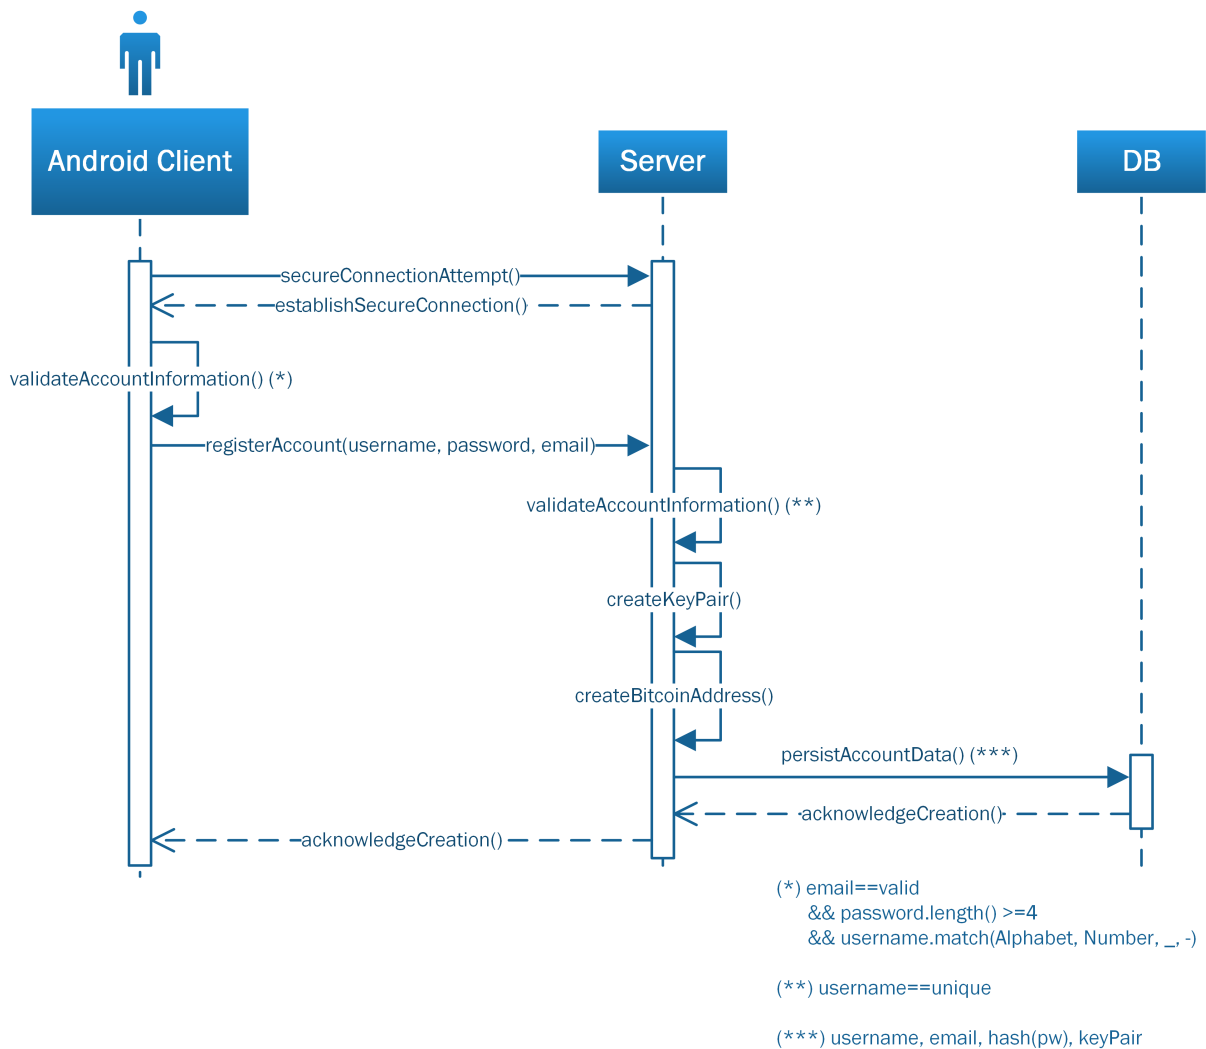 Android Client
Server
DB
secureConnectionAttempt()
establishSecureConnection()
validateAccountInformation() (*)
registerAccount(username, password, email)
validateAccountInformation() (**)
createKeyPair()
createBitcoinAddress()
persistAccountData() (***)
acknowledgeCreation()
acknowledgeCreation()
(*) email==valid
&& password.length() >=4
&& username.match(Alphabet, Number, _, -)
(**) username==unique
(***) username, email, hash(pw), keyPair